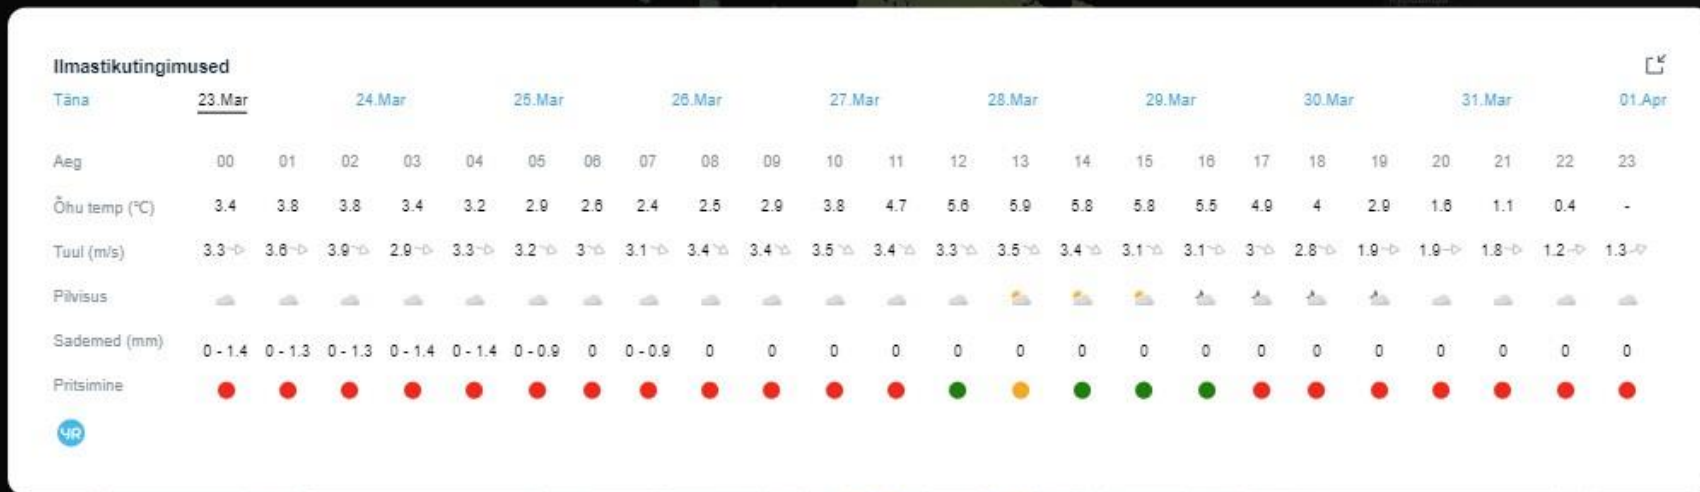 Ilmastikutingimused
Täna 23.Mar 24.Mar 25.Mar 26.Mar 27.Mar 28.Mar 29.Mar 30.Mar 31.Mar 01.Apr
Aeg 00 01 02 03 04 05 06 07 08 09 10 11 12 13 14 15 16 17 18 19 20 21 22 23
Õhu temp (°C) 3.4 3.8 3.8 3.4 3.2 2.9 2.6 2.4 2.5 2.9 3.8 4.7 5.6 5.9 5.8 5.8 5.5 4.9 4 2.9 1.6 1.1 0.4 -
Tuul (m/s) 3.3 3.6 3.9 2.9 3.3 3.2 3 3.1 3.4 3.4 3.5 3.4 3.3 3.5 3.4 3.1 3.1 3 2.8 1.9 1.9 1.8 1.2 1.3
Pilvisus
Sademed (mm) 0 - 1.4 0 - 1.3 0 - 1.3 0 - 1.4 0 - 1.4 0 - 0.9 0 0 - 0.9 0 0 0 0 0 0 0 0 0 0 0 0 0 0 0 0
Pritsimine
YR